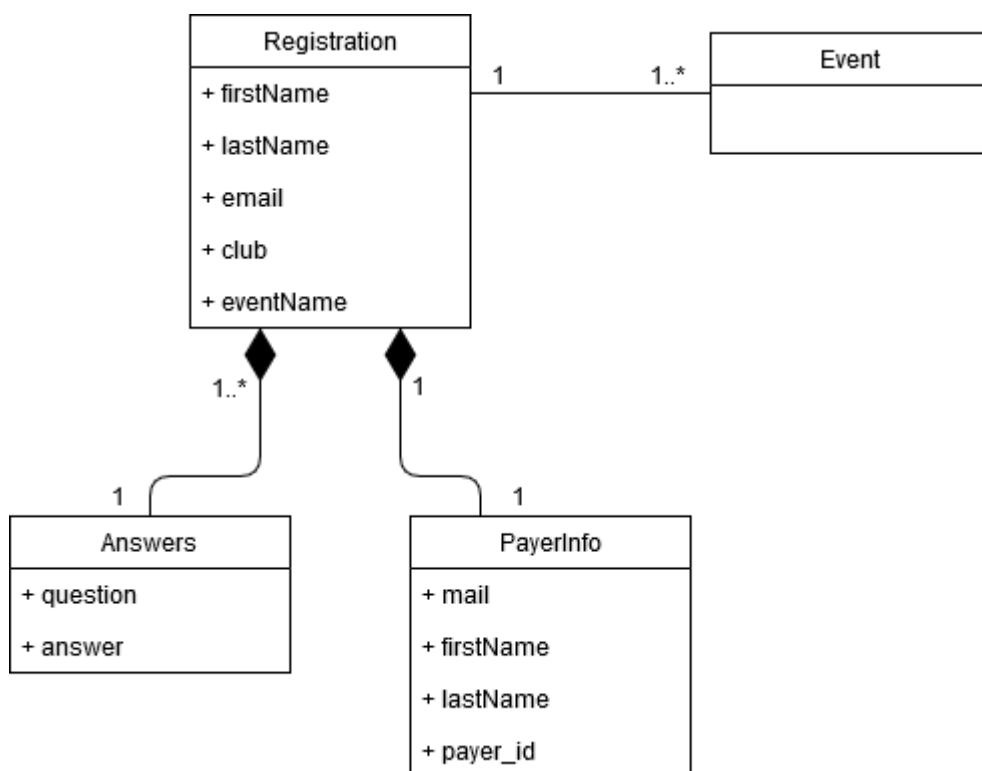 Registration
+ firstName
+ lastName
+ email
+ club
+ eventName
1
1..*
Event
1..*
1
1
1
Answers
+ question
+ answer
PayerInfo
+ mail
+ firstName
+ lastName
+ payer_id